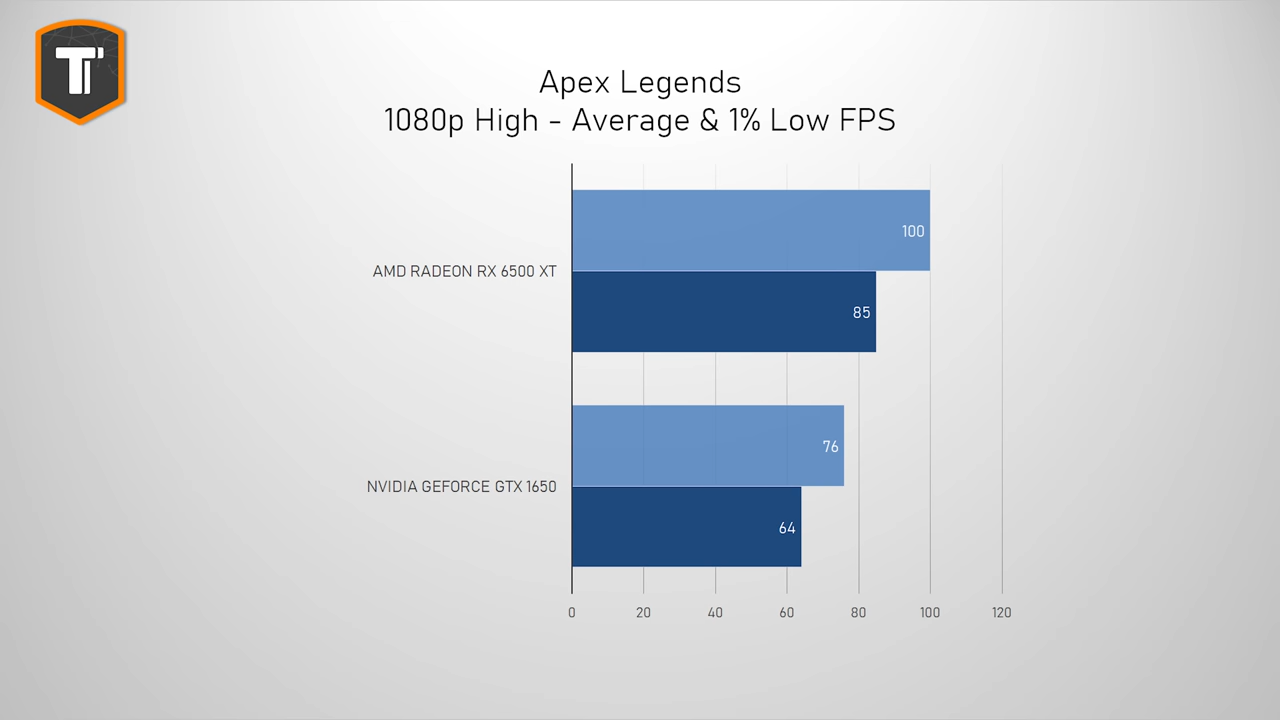 Apex Legends
1080p High - Average & 1% Low FPS
100
AMD RADEON RX 6500 XT
85
76
NVIDIA GEFORCE GTX 1650
64
0 20 40 60 80 100 120